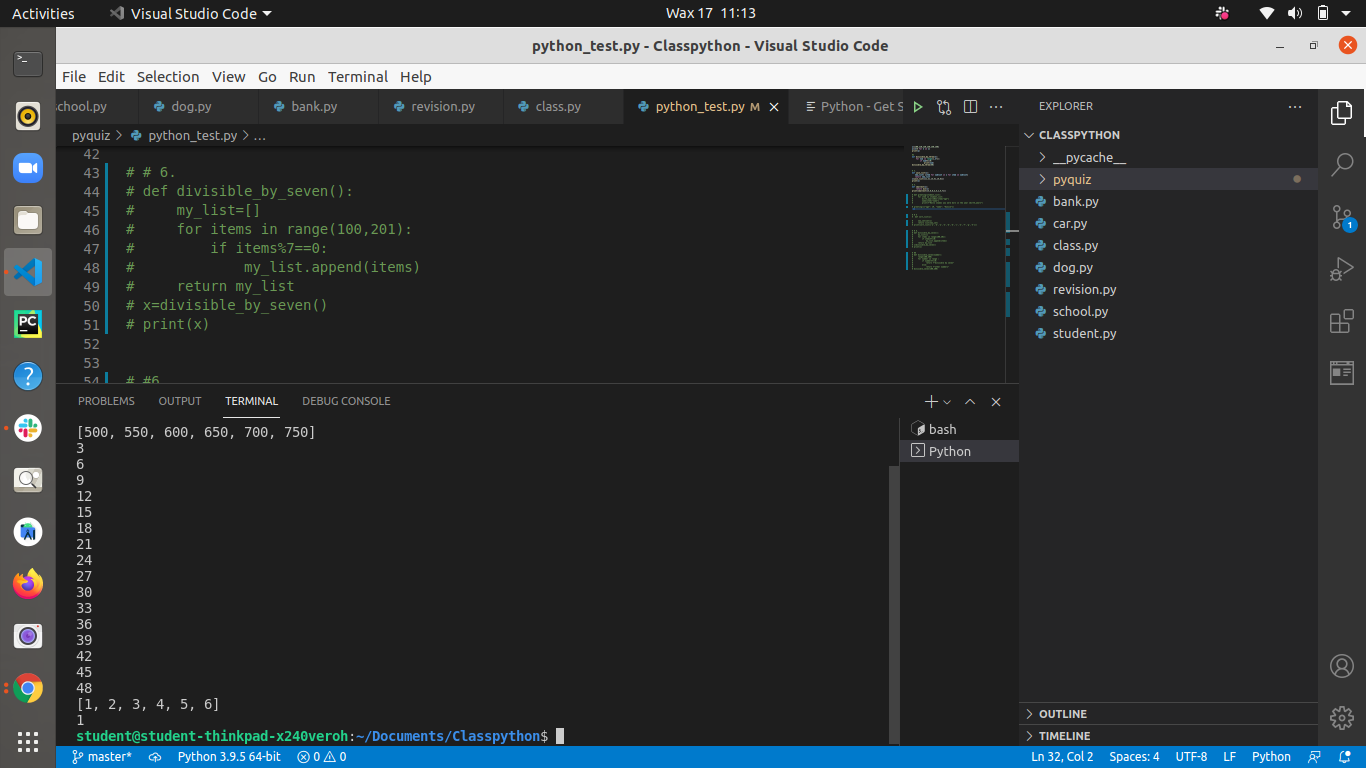 Activities
Visual Studio Code
Wax 17 11:13
python_test.py - Classpython - Visual Studio Code
File Edit Selection View Go Run Terminal Help
chool.py
dog.py
bank.py
revision.py
class.py
python_test.py M
Python - Get S
pyquiz > python_test.py > ...
42
43 # # 6.
44 # def divisible_by_seven():
45 #     my_list=[]
46 #     for items in range(100,201):
47 #         if items%7==0:
48 #             my_list.append(items)
49 #     return my_list
50 # x=divisible_by_seven()
51 # print(x)
52
53
54 # #6
PROBLEMS OUTPUT TERMINAL DEBUG CONSOLE
[500, 550, 600, 650, 700, 750]
3
6
9
12
15
18
21
24
27
30
33
36
39
42
45
48
[1, 2, 3, 4, 5, 6]
1
student@student-thinkpad-x240veroh:~/Documents/Classpython$
bash
Python
EXPLORER
CLASSPYTHON
__pycache__
pyquiz
bank.py
car.py
class.py
dog.py
revision.py
school.py
student.py
OUTLINE
TIMELINE
1
PC
master*
Python 3.9.5 64-bit
0 0
Ln 32, Col 2
Spaces: 4
UTF-8
LF
Python